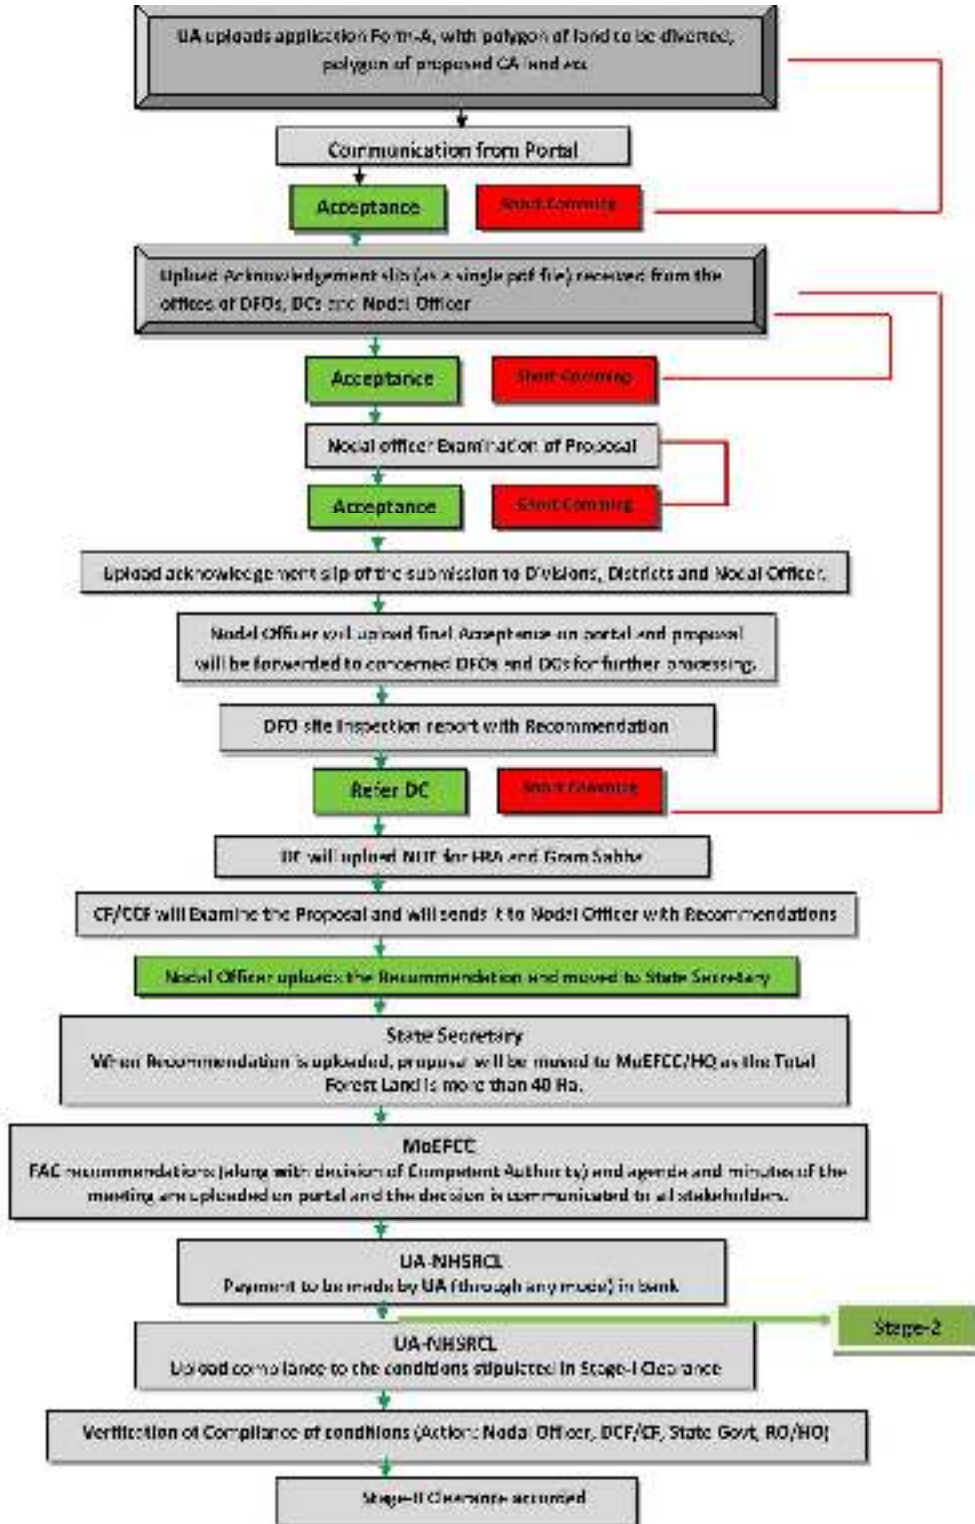 UA uploads application Form-A, with polygon of land to be diverted,
polygon of proposed CA land etc
Communication from Portal
Acceptance
Short Comming
Upload Acknowledgement slip (as a single pdf file) received from the
offices of DFOs, DCs and Nodal Officer
Acceptance
Short Comming
Nodal officer Examination of Proposal
Acceptance
Short Comming
Upload acknowledgement slip of the submission to Divisions, Districts and Nodal Officer.
Nodal Officer will upload final Acceptance on portal and proposal
will be forwarded to concerned DFOs and DCs for further processing.
DFO site Inspection report with Recommendation
Refer DC
Short Comming
will upload for FRA and Gram Sabha
CF/CCF will Examine the Proposal and will sends it to Nodal Officer with Recommendations
Nodal Officer uploads the Recommendation and moved to State Secretary
State Secretary
When Recommendation is uploaded, proposal will be moved to MoEFCC/HQ as the Total
Forest Land is more than 40 Ha.
MoEFCC
FAC recommendations (along with decision of Competent Authority) and agenda and minutes of the
meeting are uploaded on portal and the decision is communicated to all stakeholders.
UA-NHSRCL
Payment to be made by UA (through any mode) in bank
Stage-2
UA-NHSRCL
Upload compliance to the conditions stipulated in Stage-I Clearance
Verification of Compliance of conditions (Action: Nodal Officer, DCF/CF, State Govt, RO/HO)
Stage-II Clearance accorded